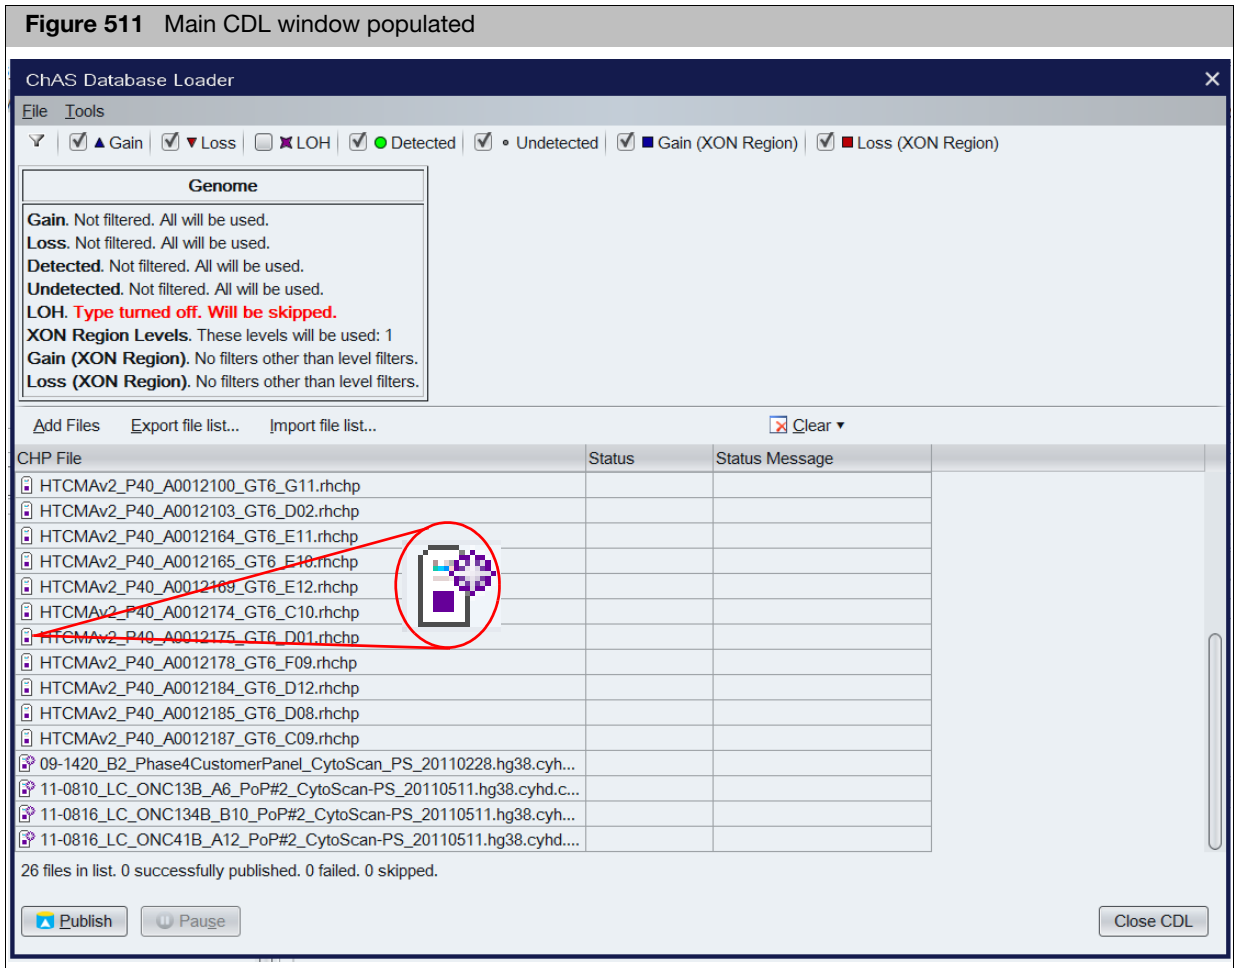 Figure 511 Main CDL window populated
ChAS Database Loader
File Tools
Gain Loss LOH Detected Undetected Gain (XON Region) Loss (XON Region)
Genome
Gain. Not filtered. All will be used.
Loss. Not filtered. All will be used.
Detected. Not filtered. All will be used.
Undetected. Not filtered. All will be used.
LOH. Type turned off. Will be skipped.
XON Region Levels. These levels will be used: 1
Gain (XON Region). No filters other than level filters.
Loss (XON Region). No filters other than level filters.
Add Files Export file list... Import file list... Clear
CHP File Status Status Message
HTCMAv2_P40_A0012100_GT6_G11.rhchp
HTCMAv2_P40_A0012103_GT6_D02.rhchp
HTCMAv2_P40_A0012164_GT6_E11.rhchp
HTCMAv2_P40_A0012165_GT6_E10.rhchp
HTCMAv2_P40_A0012169_GT6_E12.rhchp
HTCMAv2_P40_A0012174_GT6_C10.rhchp
HTCMAv2_P40_A0012175_GT6_D01.rhchp
HTCMAv2_P40_A0012178_GT6_F09.rhchp
HTCMAv2_P40_A0012184_GT6_D12.rhchp
HTCMAv2_P40_A0012185_GT6_D08.rhchp
HTCMAv2_P40_A0012187_GT6_C09.rhchp
09-1420_B2_Phase4CustomerPanel_CytoScan_PS_20110228.hg38.cyh...
11-0810_LC_ONC13B_A6_PoP#2_CytoScan-PS_20110511.hg38.cyhd.c...
11-0816_LC_ONC134B_B10_PoP#2_CytoScan-PS_20110511.hg38.cyh...
11-0816_LC_ONC41B_A12_PoP#2_CytoScan-PS_20110511.hg38.cyhd....
26 files in list. 0 successfully published. 0 failed. 0 skipped.
Publish Pause Close CDL